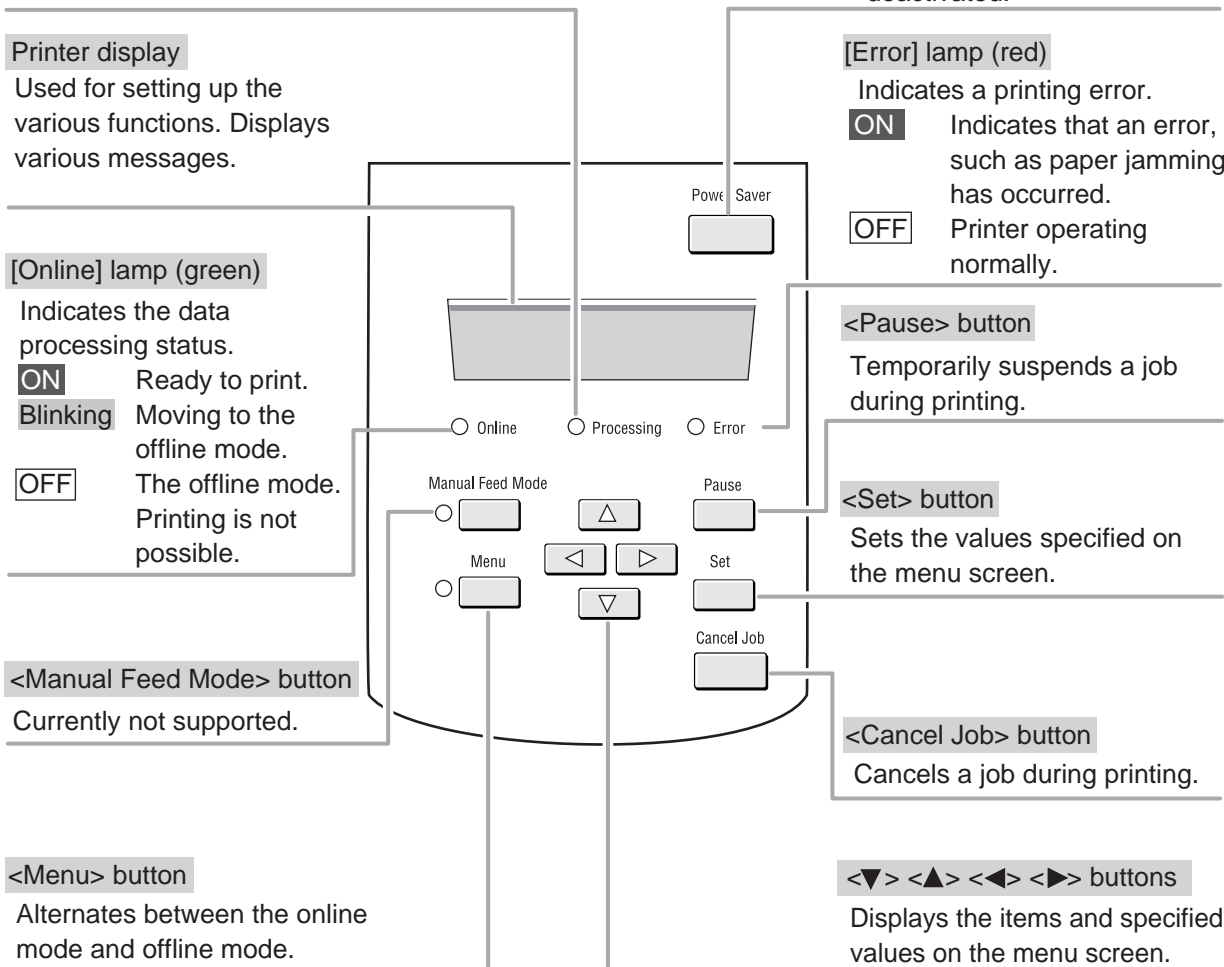 deactivated.
Printer display
Used for setting up the
various functions. Displays
various messages.
[Online] lamp (green)
Indicates the data
processing status.
ON Ready to print.
Blinking Moving to the
offline mode.
OFF The offline mode.
Printing is not
possible.
<Manual Feed Mode> button
Currently not supported.
<Menu> button
Alternates between the online
mode and offline mode.
Power Saver
Online Processing Error
Manual Feed Mode Pause
Menu Set
Cancel Job
[Error] lamp (red)
Indicates a printing error.
ON Indicates that an error,
such as paper jamming
has occurred.
OFF Printer operating
normally.
<Pause> button
Temporarily suspends a job
during printing.
<Set> button
Sets the values specified on
the menu screen.
<Cancel Job> button
Cancels a job during printing.
<▼> <▲> <◀> <▶> buttons
Displays the items and specified
values on the menu screen.